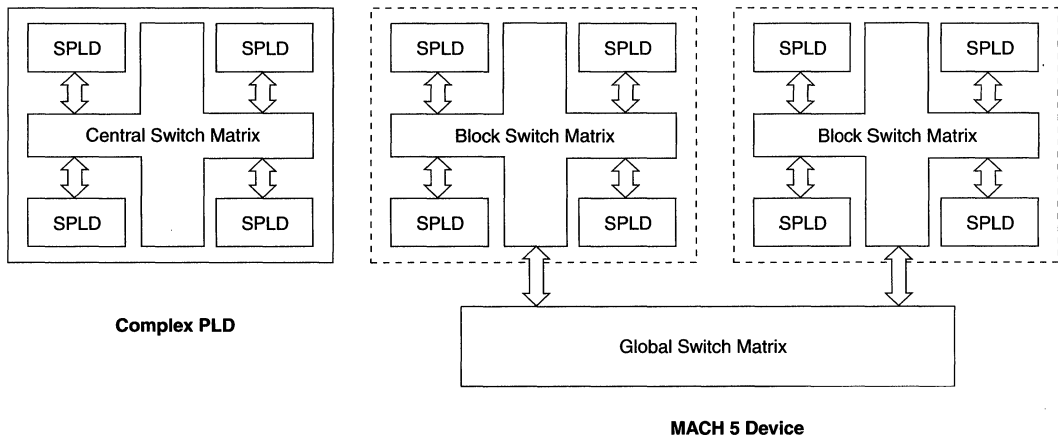 SPLD
SPLD
Central Switch Matrix
SPLD
SPLD
Complex PLD
SPLD
SPLD
Block Switch Matrix
SPLD
SPLD
SPLD
SPLD
Block Switch Matrix
SPLD
SPLD
Global Switch Matrix
MACH 5 Device